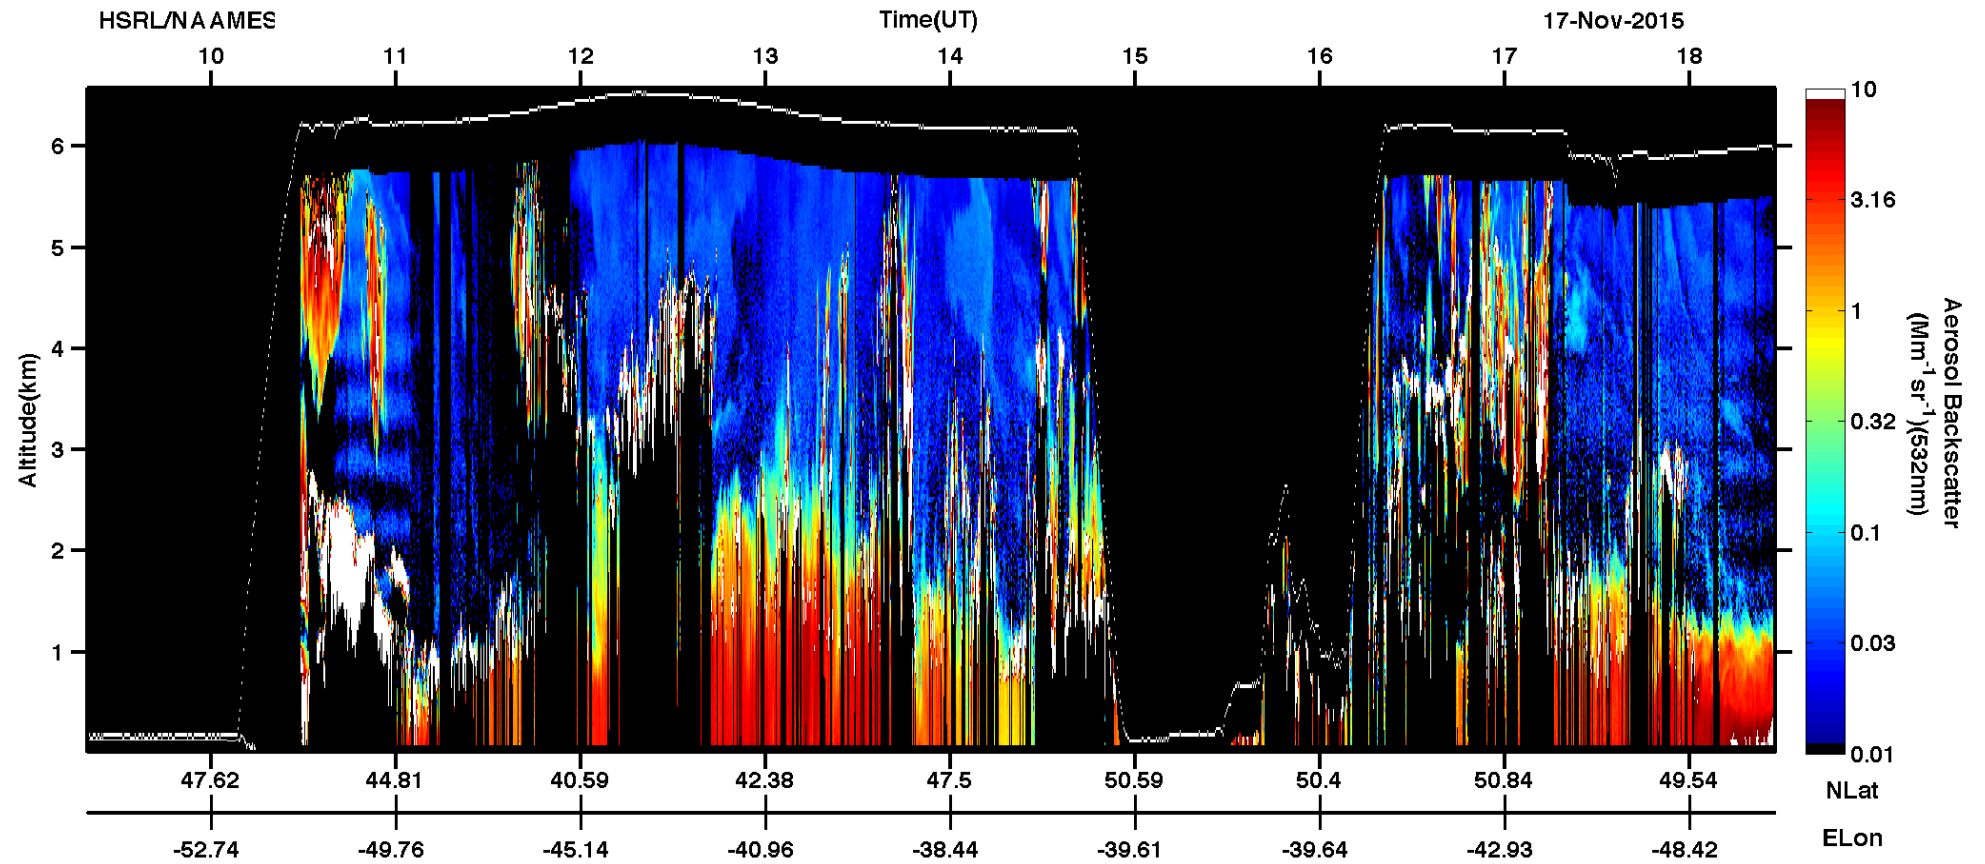 HSRL/NAAMES Time(UT) 17-Nov-2015
10 11 12 13 14 15 16 17 18
6
5
4
3
2
1
Altitude(km)
10
3.16
1
0.32
0.1
0.03
0.01
Aerosol Backscatter
(Mm⁻¹ sr⁻¹)(532nm)
47.62 44.81 40.59 42.38 47.5 50.59 50.4 50.84 49.54
NLat
ELon
-52.74 -49.76 -45.14 -40.96 -38.44 -39.61 -39.64 -42.93 -48.42